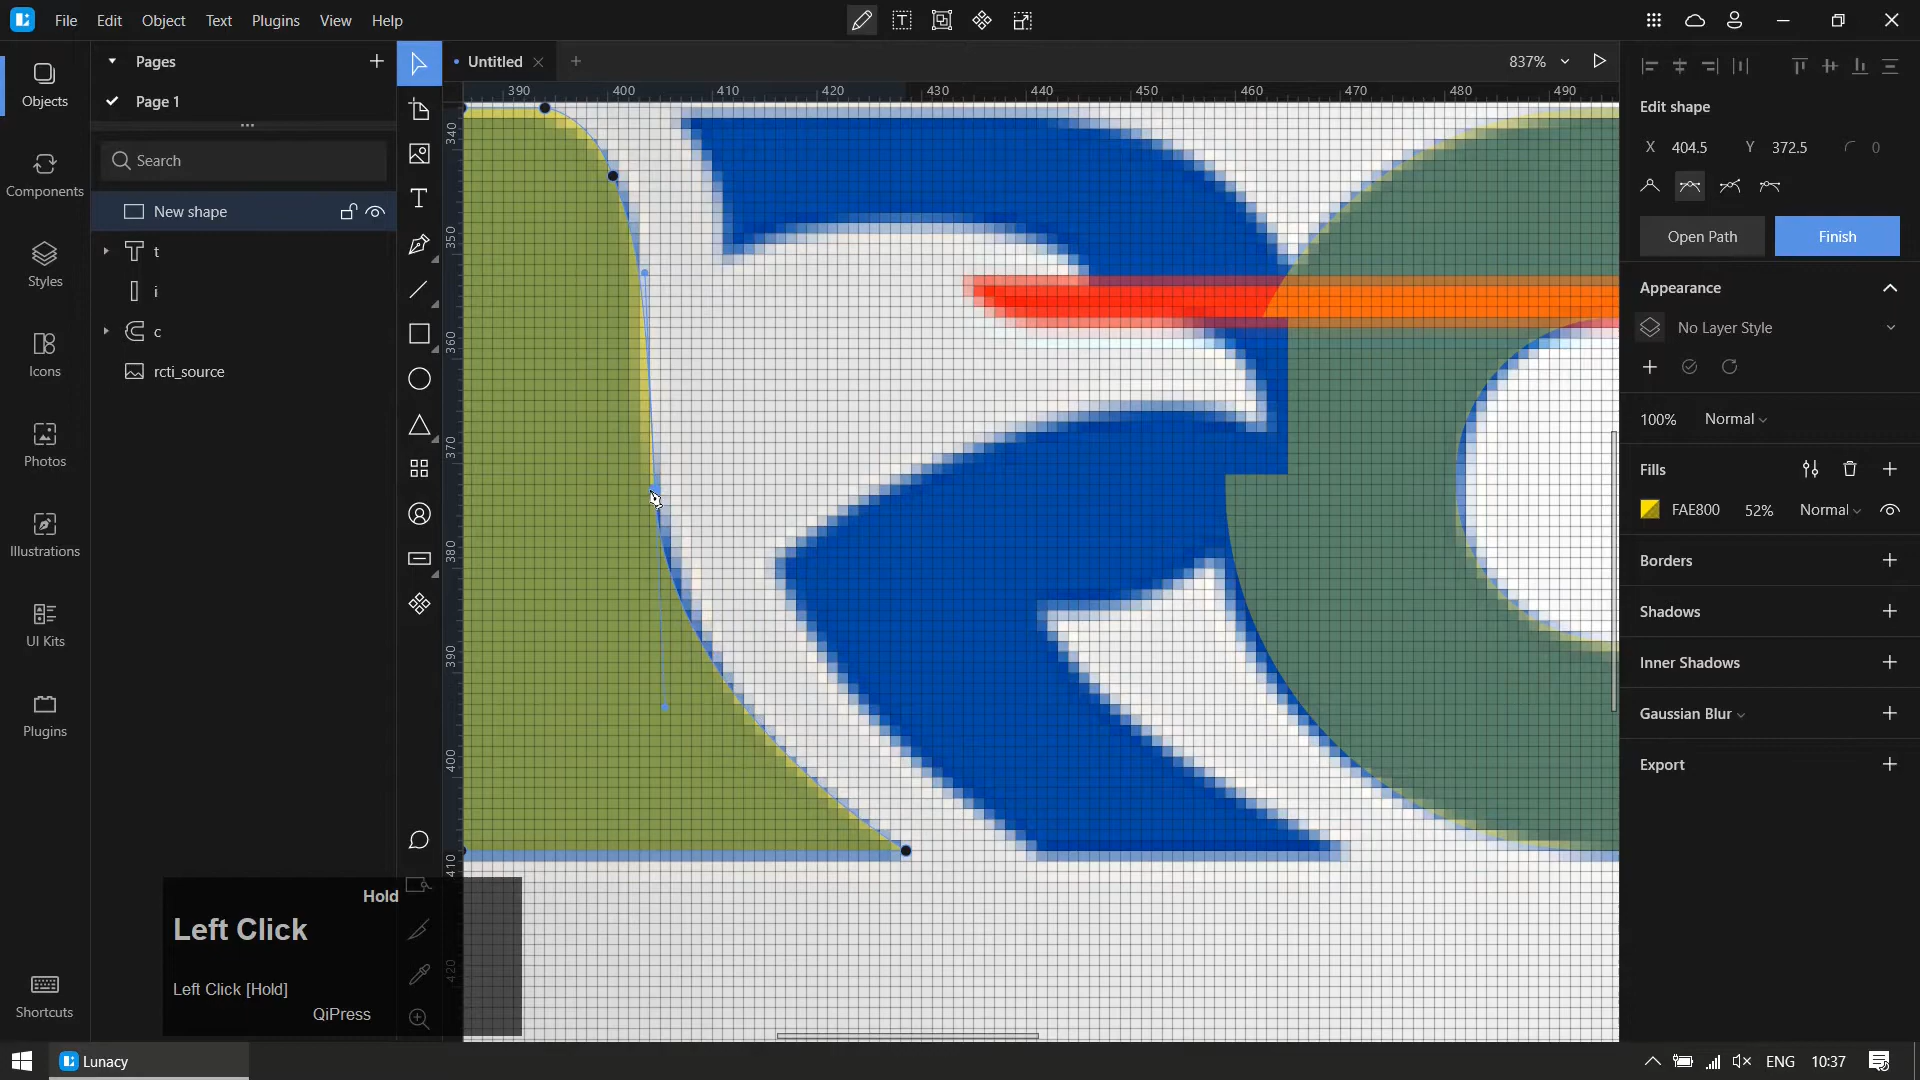 File Edit Object Text Plugins View Help
Objects
Components
Styles
Icons
Photos
Illustrations
UI Kits
Plugins
Shortcuts
Pages
Page 1
Search
New shape
t
i
c
rcti_source
Untitled
837%
390 400 410 420 430 440 450 460 470 480 490
340
350
360
370
380
390
400
410
420
Edit shape
X 404.5 Y 372.5 0
Open Path Finish
Appearance
No Layer Style
100% Normal
Fills
FAE800 52% Normal
Borders
Shadows
Inner Shadows
Gaussian Blur
Export
Hold
Left Click
Left Click [Hold]
QiPress
Lunacy
ENG 10:37